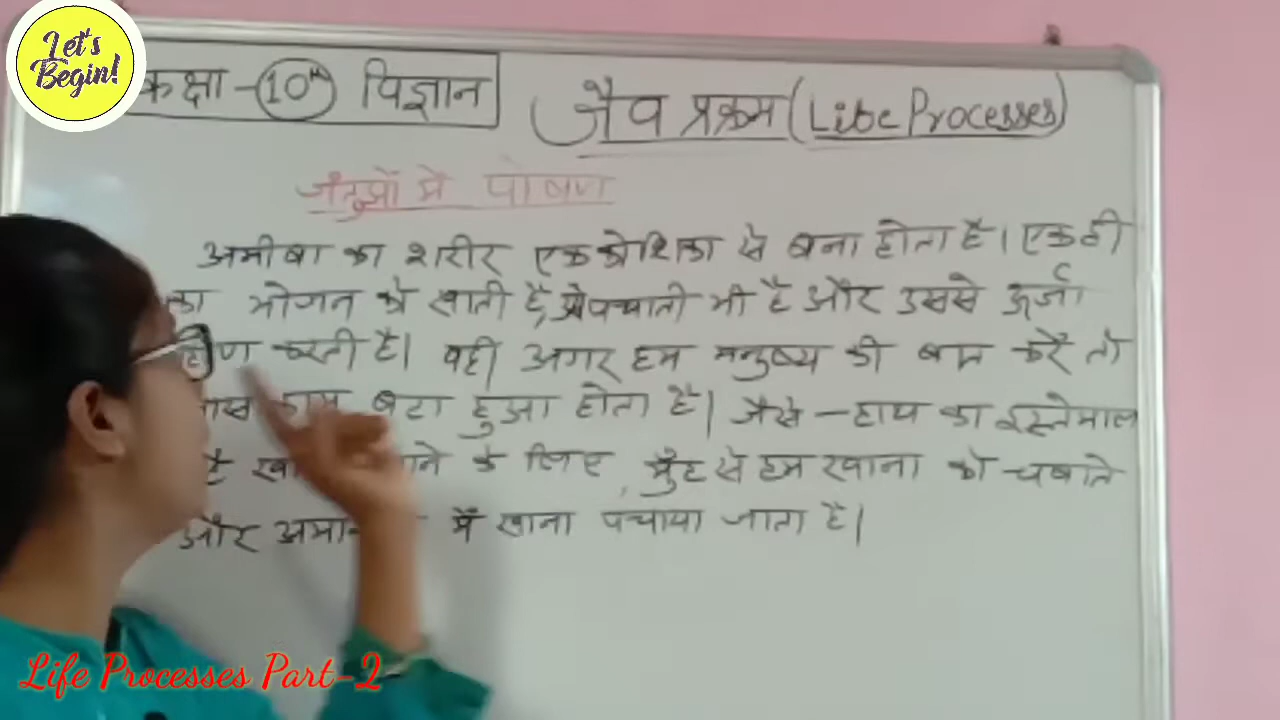 Let's
Begin!
कक्षा - 10th विज्ञान
जैव प्रक्रम (Life Processes)
जंतुओं में पोषण
अमीबा का शरीर एक कोशिका से बना होता है। एक ही
का भोजन को खाती है, पचाती भी है और उससे ऊर्जा
करती है। वही अगर हम मनुष्य की बात करें तो
काम बटा हुआ होता है। जैसे - हाथ का इस्तेमाल
है के लिए, मुँह से हम खाना को चबाते
और में खाना पचाया जाता है।
Life Processes Part-2